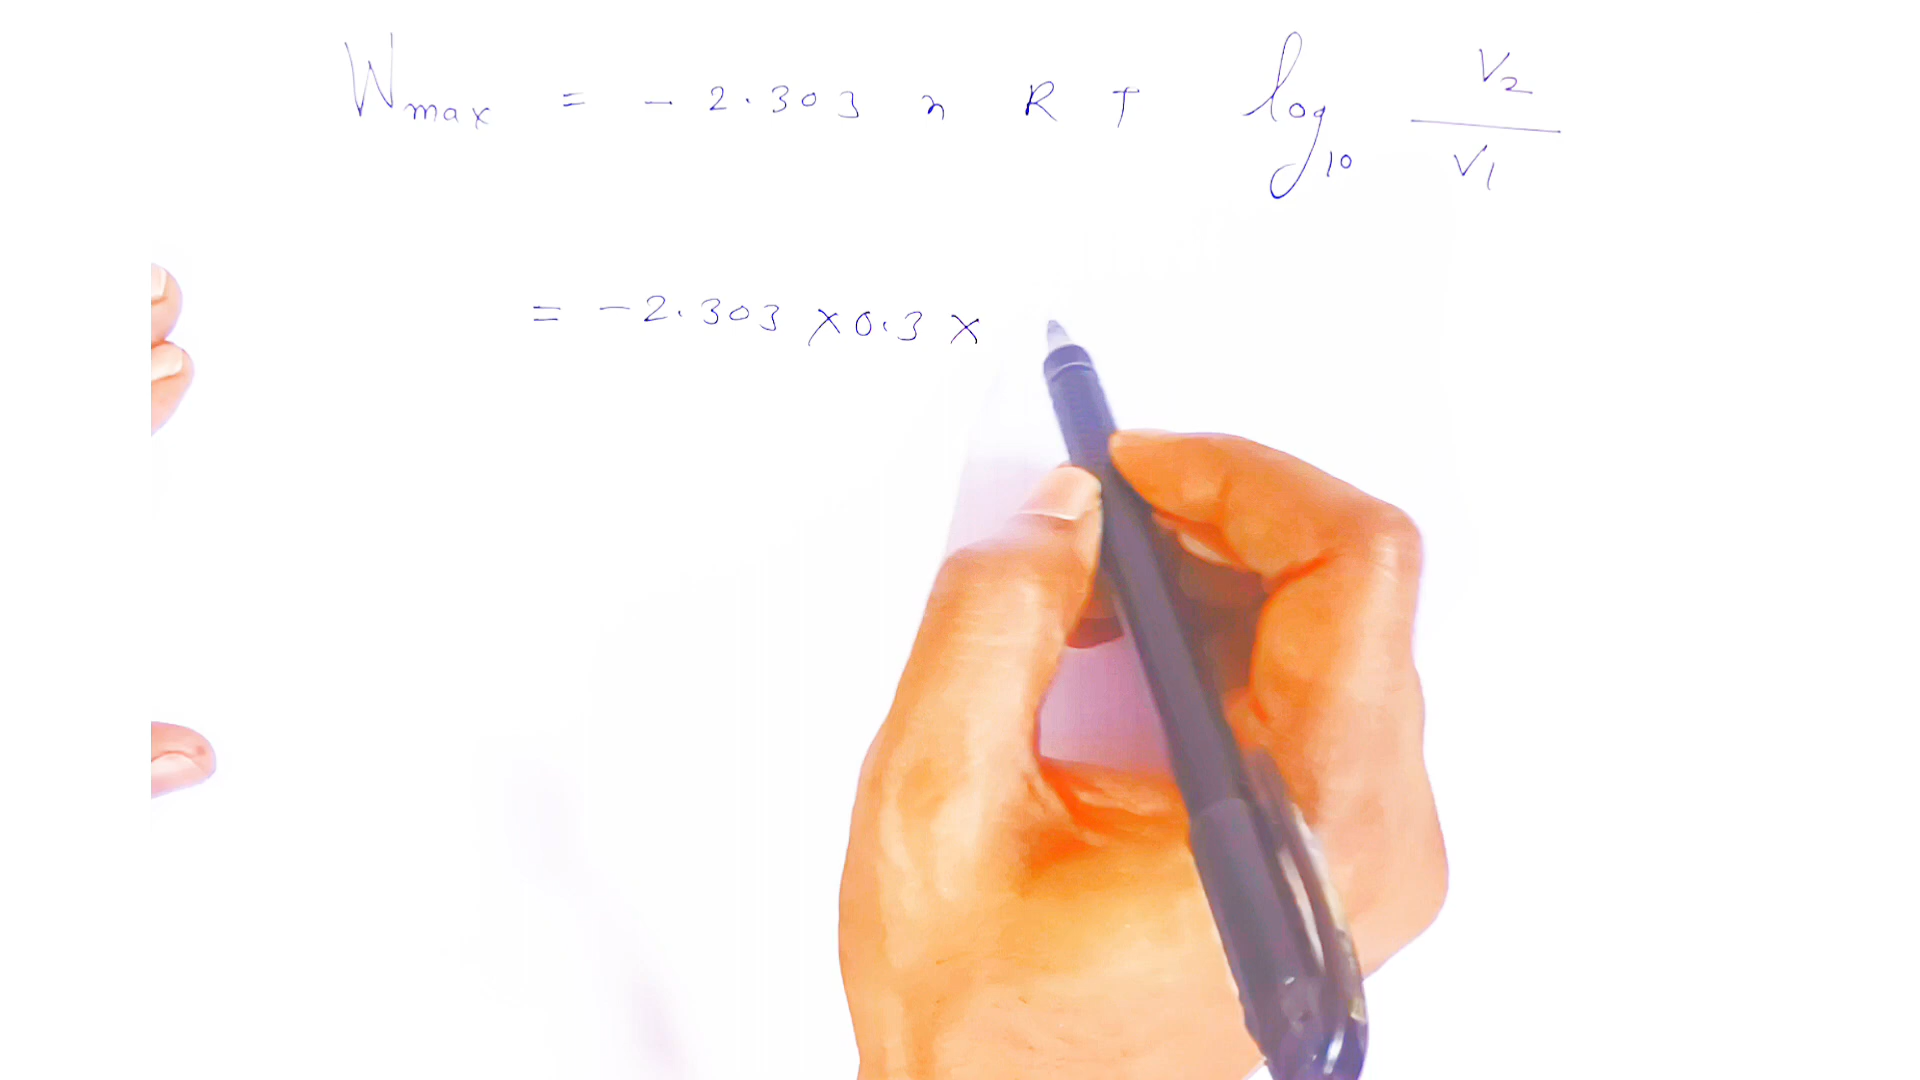 Wmax = - 2.303 n R T log10 V2/V1
= - 2.303 × 0.3 ×